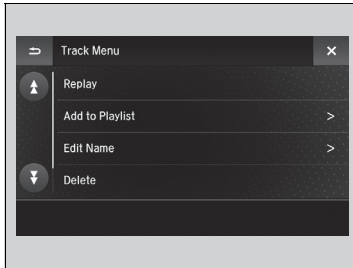 Track Menu
Replay
Add to Playlist >
Edit Name >
Delete